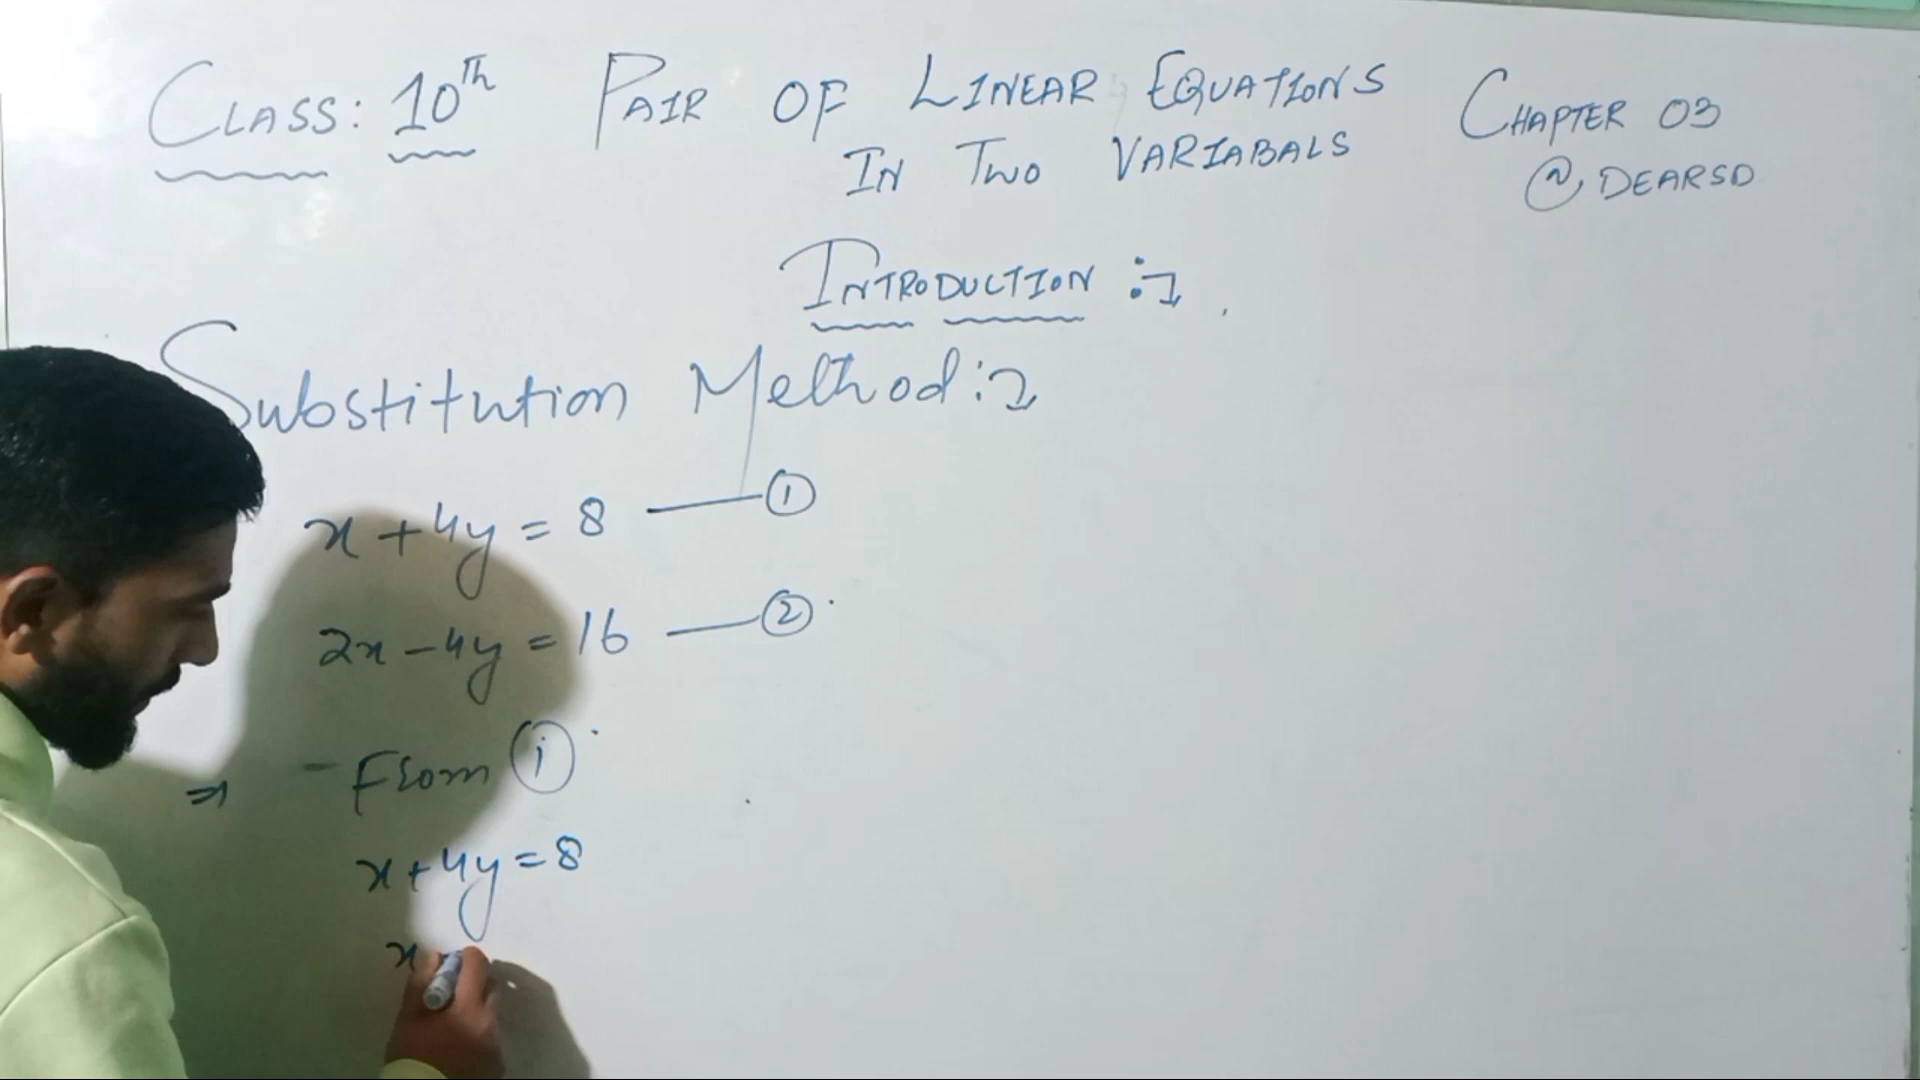 CLASS: 10th PAIR OF LINEAR EQUATIONS
IN TWO VARIABALS
CHAPTER 03
@DEARSD
INTRODUCTION :-
Substitution Method :-
x + 4y = 8 — ①
2x - 4y = 16 — ②
⇒ From ⓘ
x + 4y = 8
x